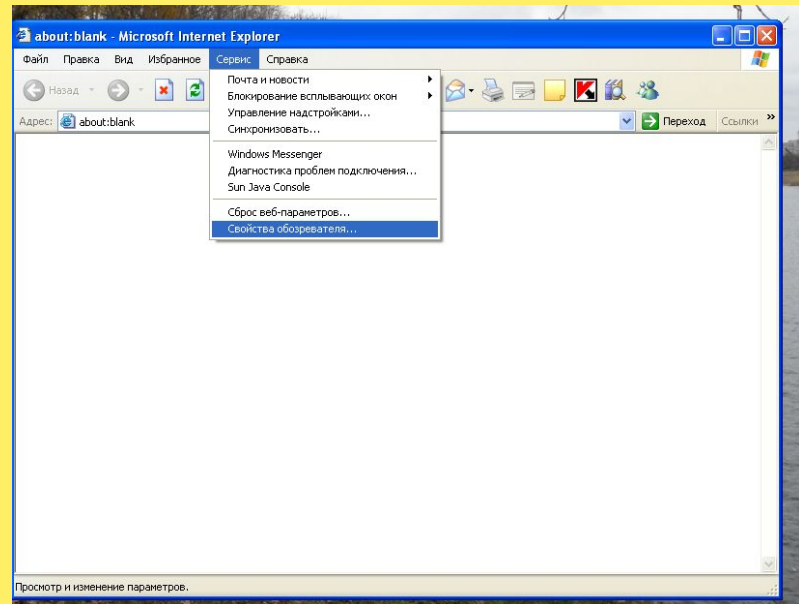 about:blank - Microsoft Internet Explorer
Файл Правка Вид Избранное Сервис Справка
Назад
Почта и новости
Блокирование всплывающих окон
Управление надстройками...
Синхронизовать...
Windows Messenger
Диагностика проблем подключения...
Sun Java Console
Сброс веб-параметров...
Свойства обозревателя...
Адрес: about:blank Переход Ссылки »
Просмотр и изменение параметров.